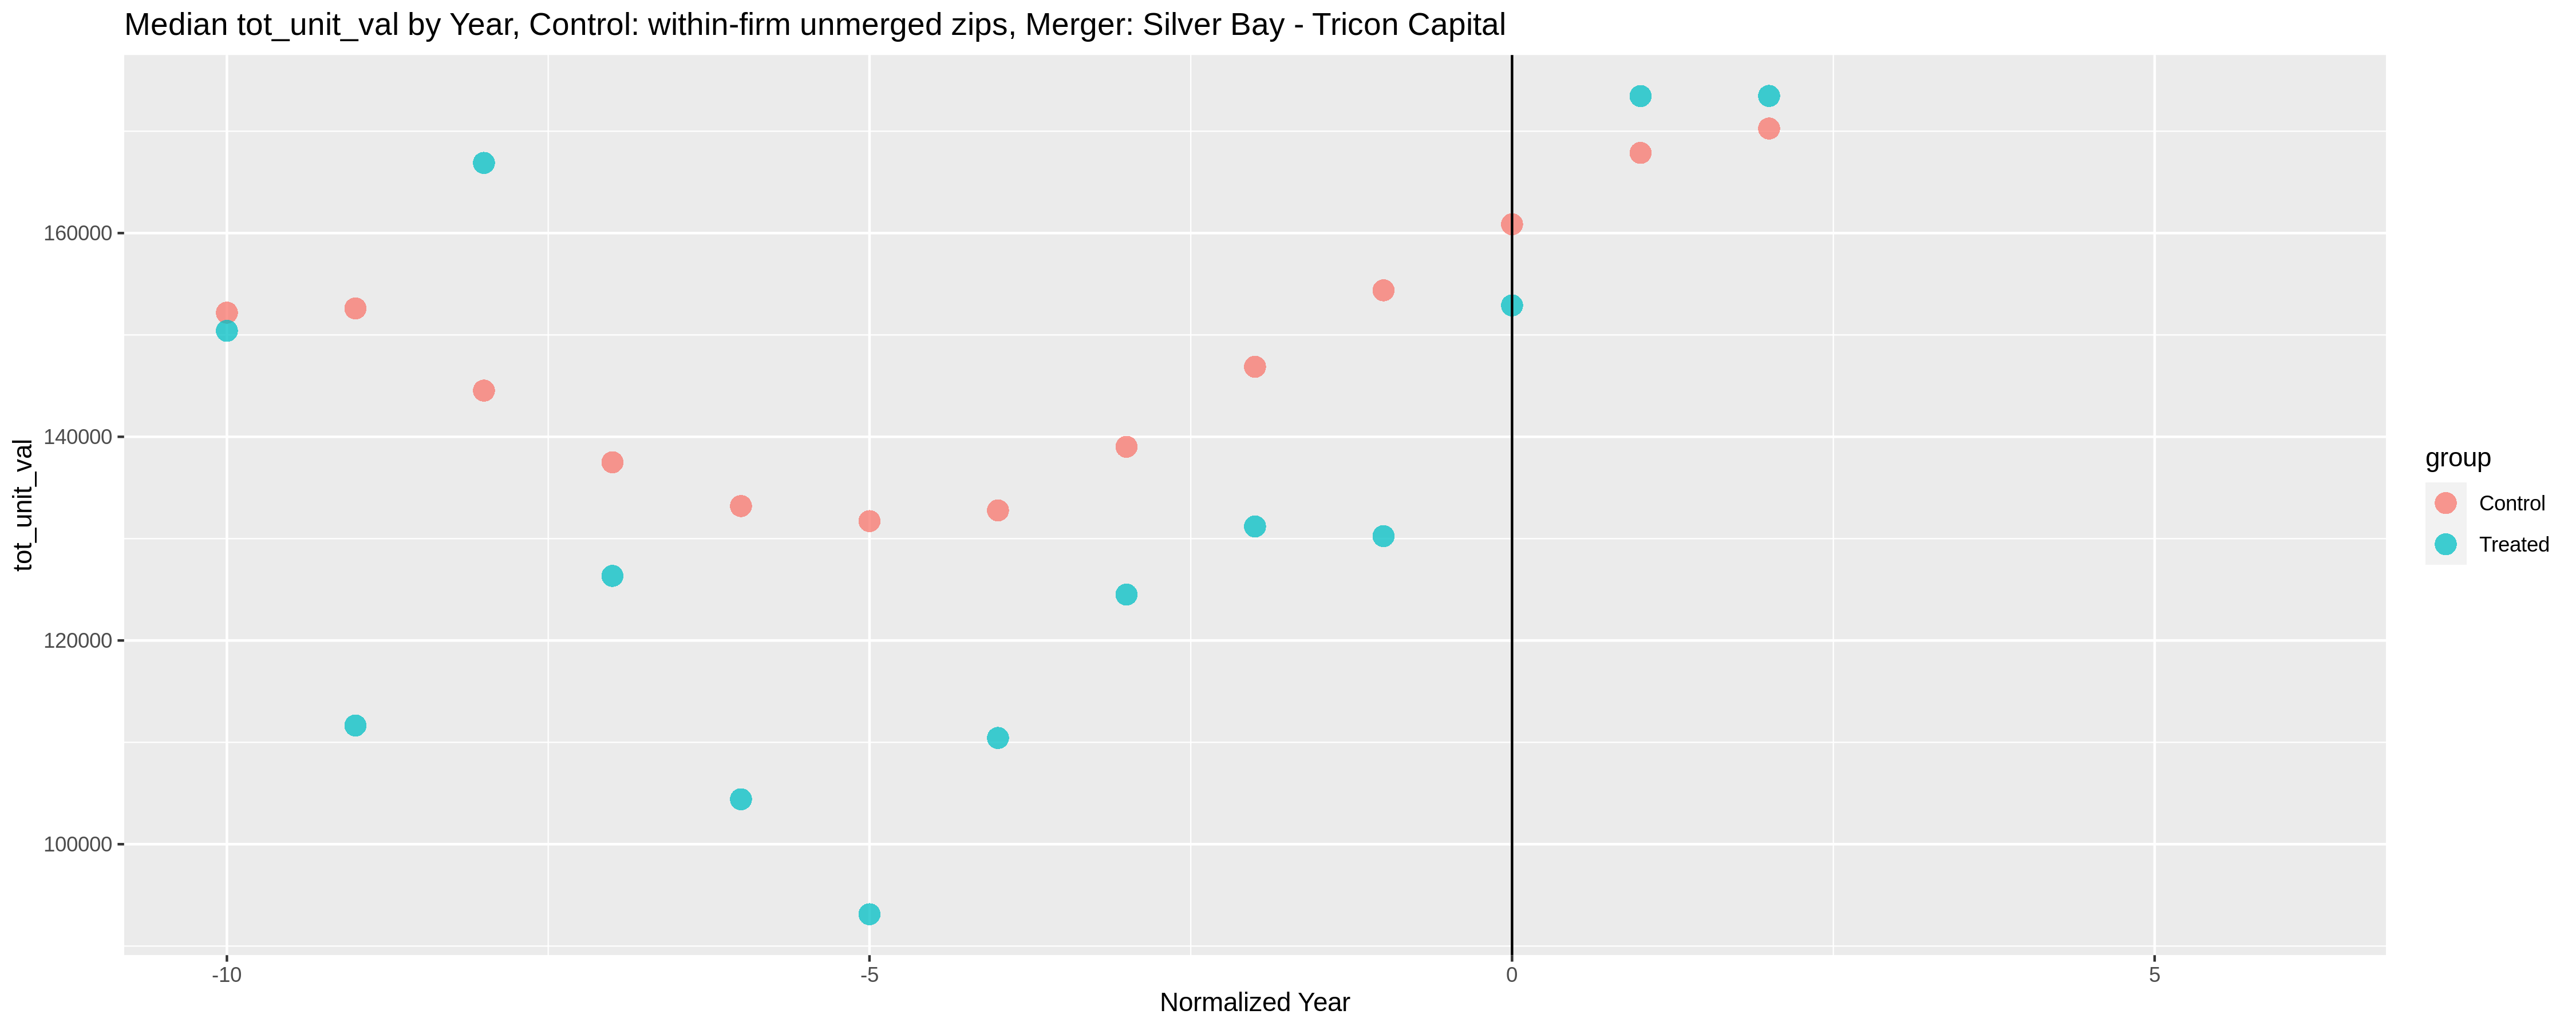 Median tot_unit_val by Year, Control: within-firm unmerged zips, Merger: Silver Bay - Tricon Capital
tot_unit_val
160000
140000
120000
100000
-10
-5
0
5
Normalized Year
group
Control
Treated